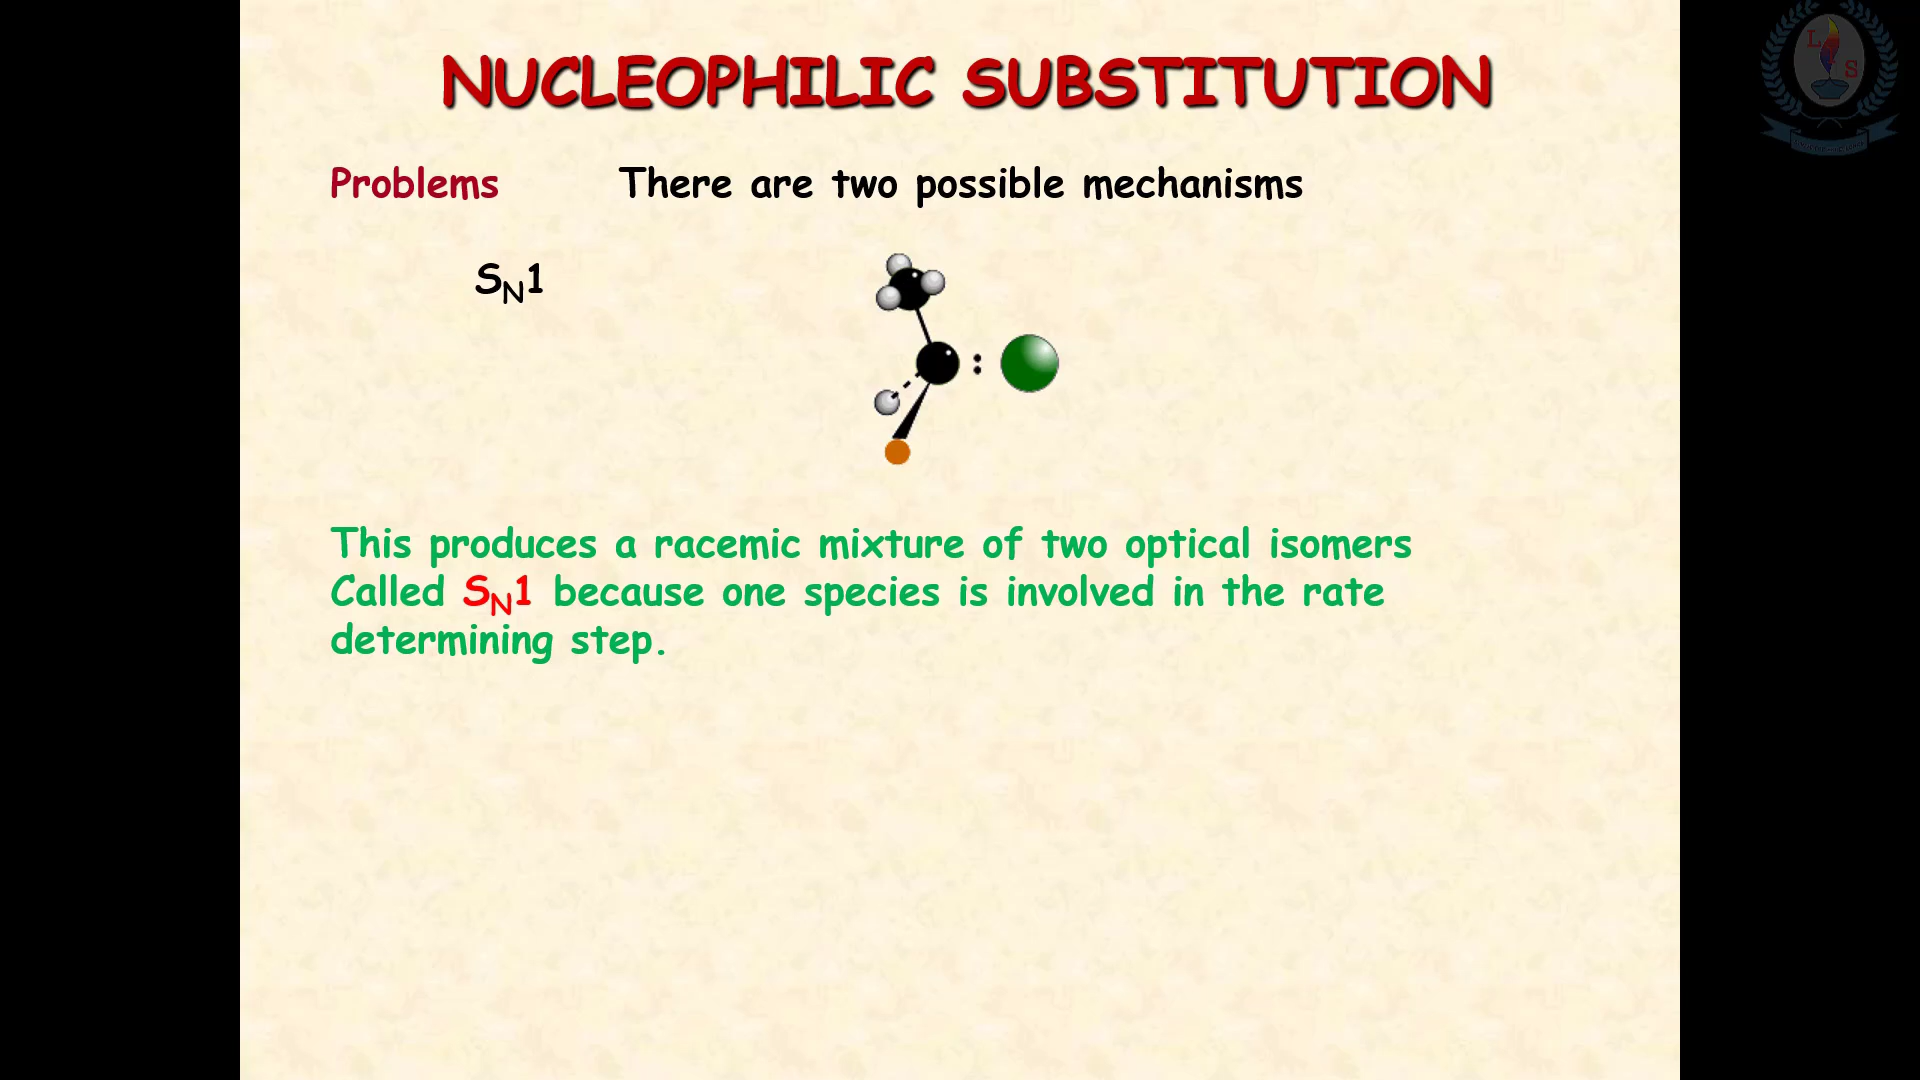 NUCLEOPHILIC SUBSTITUTION
Problems There are two possible mechanisms
SN1
This produces a racemic mixture of two optical isomers
Called SN1 because one species is involved in the rate
determining step.
L
S